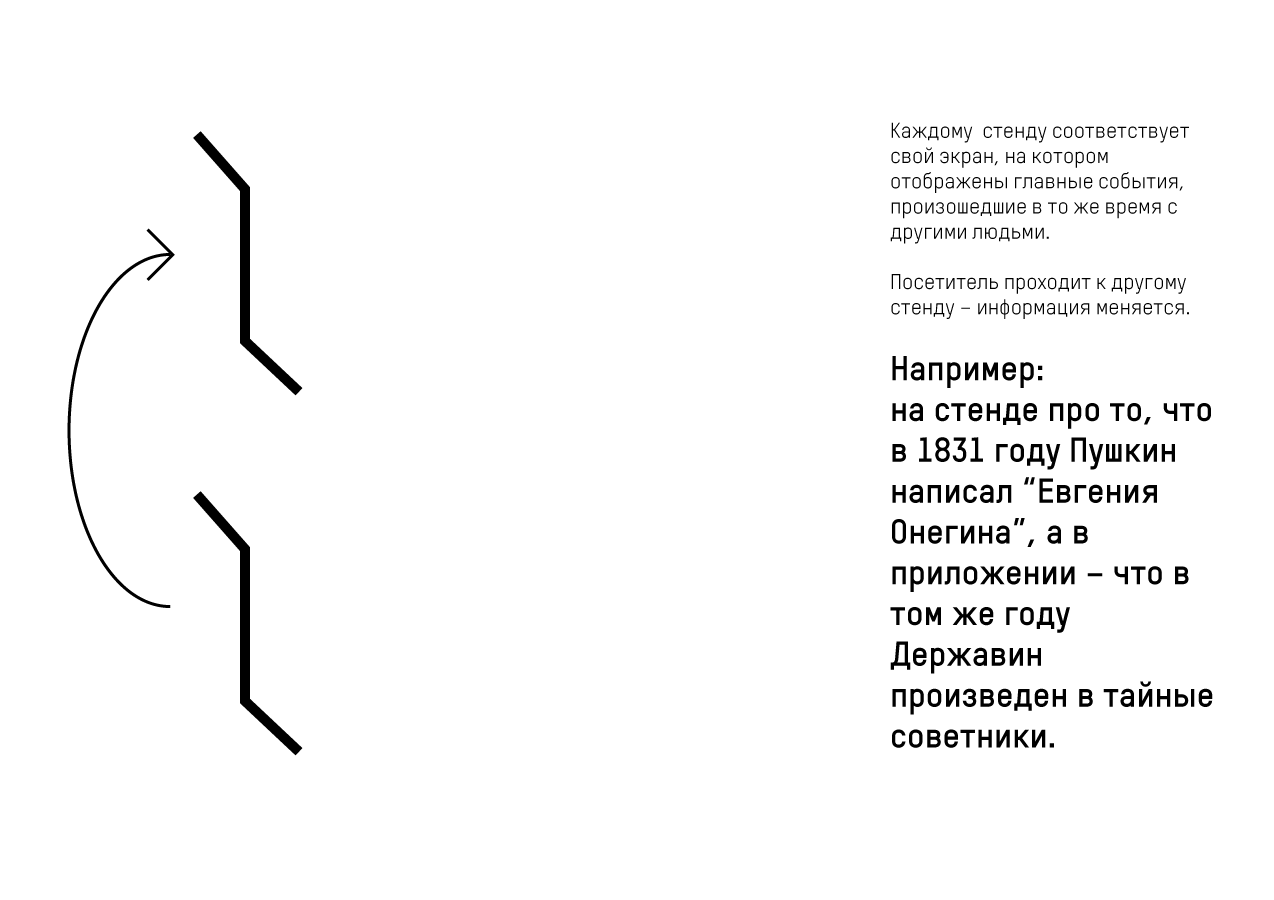 Каждому  стенду соответствует
свой экран, на котором
отображены главные события,
произошедшие в то же время с
другими людьми.
Посетитель проходит к другому
стенду – информация меняется.
Например:
на стенде про то, что
в 1831 году Пушкин
написал “Евгения
Онегина”, а в
приложении – что в
том же году
Державин
произведен в тайные
советники.